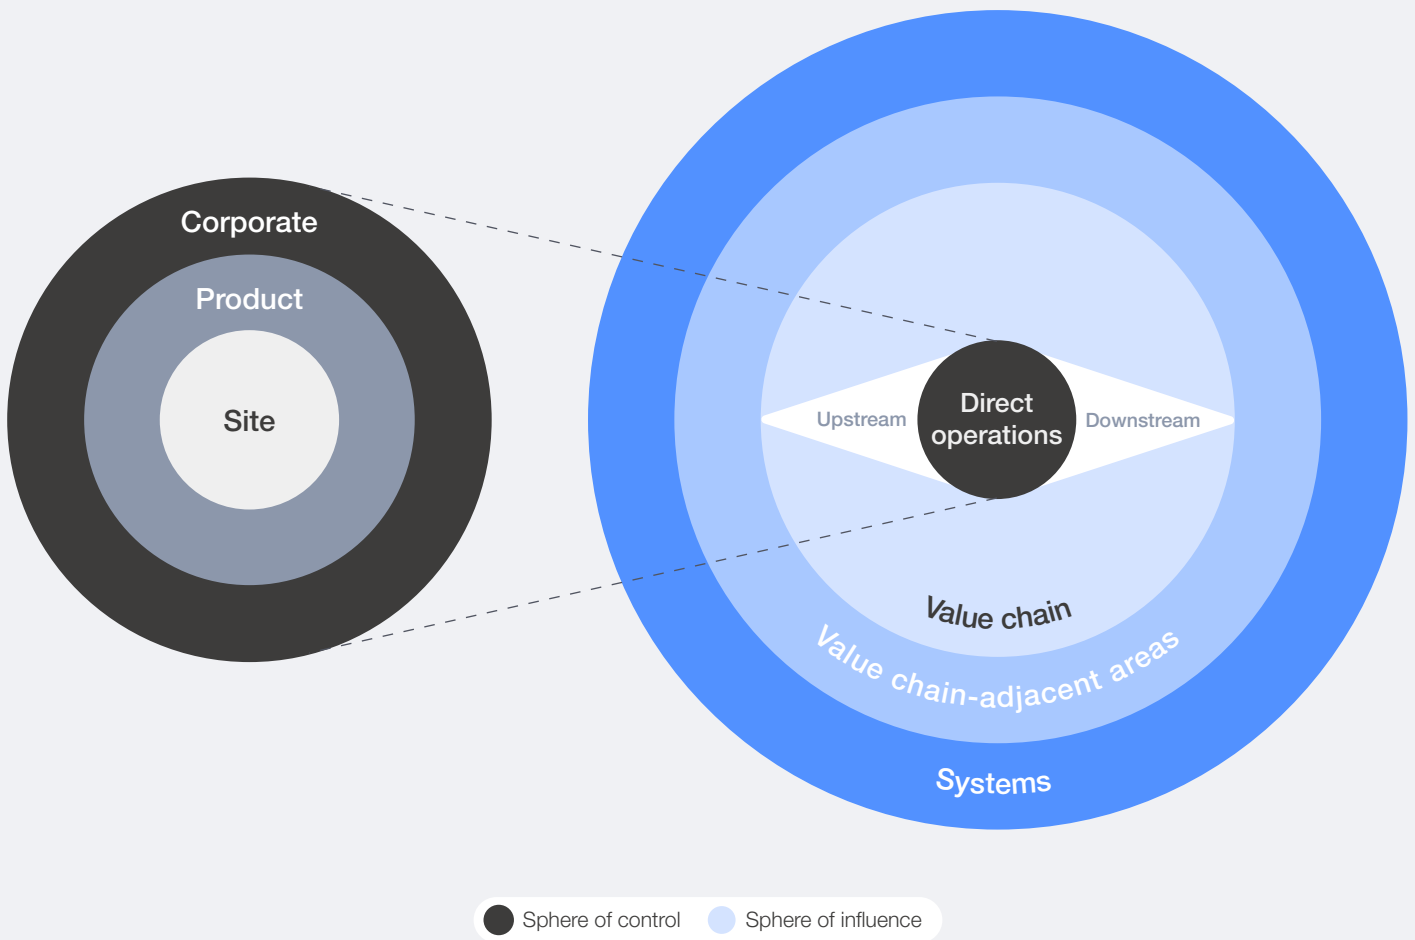 Corporate
Product
Site
Upstream
Direct
operations
Downstream
Value chain
Value chain-adjacent areas
Systems
Sphere of control
Sphere of influence